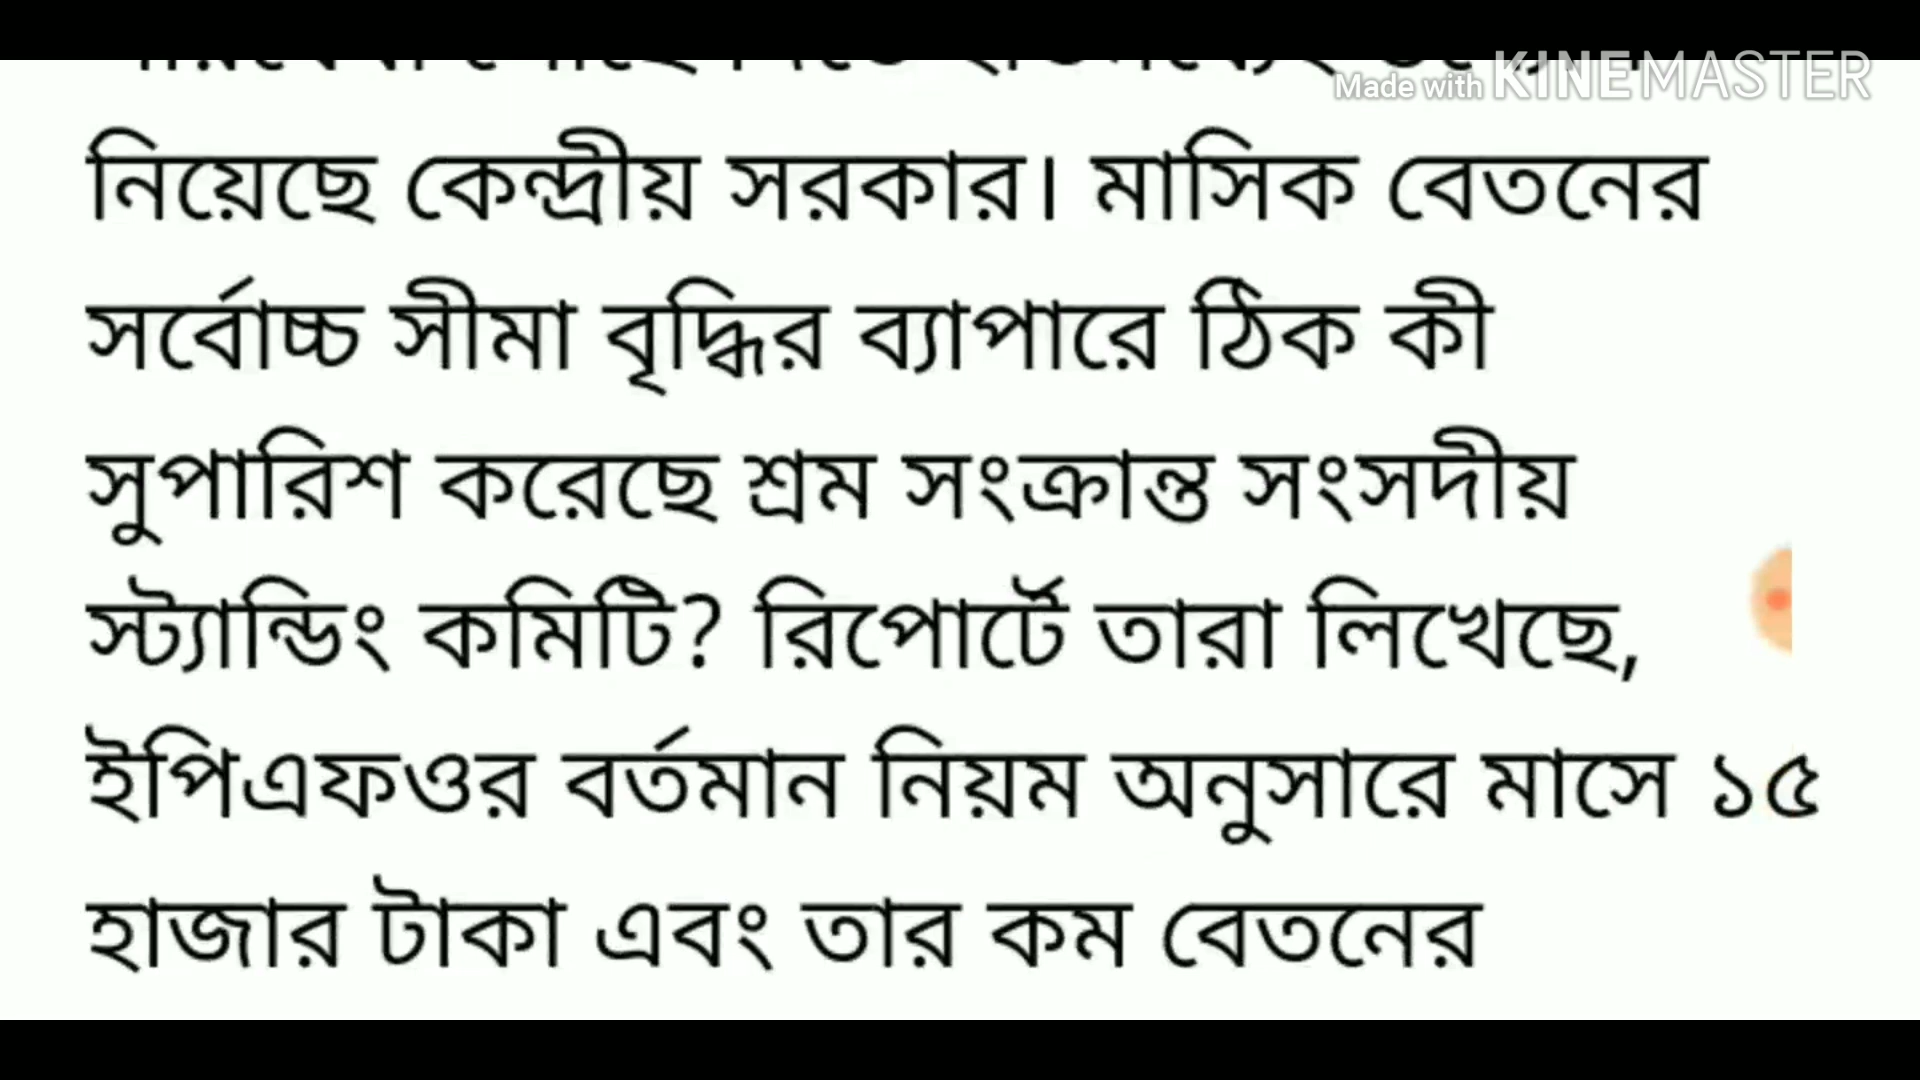 Made with KINEMASTER
নিয়েছে কেন্দ্রীয় সরকার। মাসিক বেতনের
সর্বোচ্চ সীমা বৃদ্ধির ব্যাপারে ঠিক কী
সুপারিশ করেছে শ্রম সংক্রান্ত সংসদীয়
স্ট্যান্ডিং কমিটি? রিপোর্টে তারা লিখেছে,
ইপিএফওর বর্তমান নিয়ম অনুসারে মাসে ১৫
হাজার টাকা এবং তার কম বেতনের